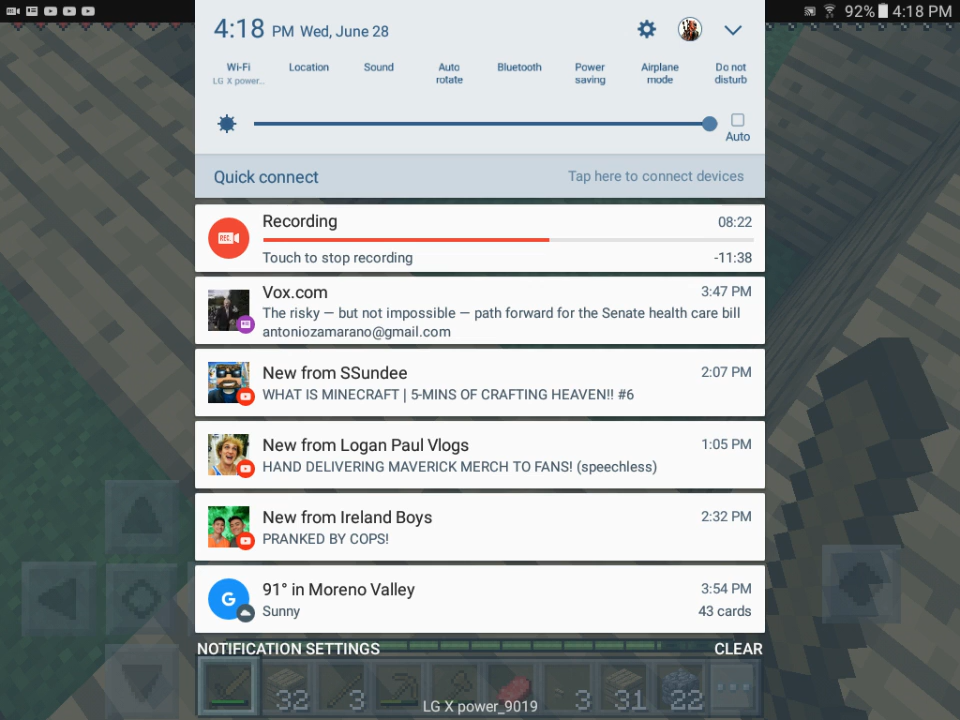 92% 4:18 PM
4:18 PM Wed, June 28
Wi-Fi
LG X power...
Location
Sound
Auto
rotate
Bluetooth
Power
saving
Airplane
mode
Do not
disturb
Auto
Quick connect
Tap here to connect devices
REC.
Recording
08:22
Touch to stop recording
-11:38
Vox.com
3:47 PM
The risky — but not impossible — path forward for the Senate health care bill
antoniozamarano@gmail.com
New from SSundee
2:07 PM
WHAT IS MINECRAFT | 5-MINS OF CRAFTING HEAVEN!! #6
New from Logan Paul Vlogs
1:05 PM
HAND DELIVERING MAVERICK MERCH TO FANS! (speechless)
New from Ireland Boys
2:32 PM
PRANKED BY COPS!
G
91° in Moreno Valley
3:54 PM
Sunny
43 cards
NOTIFICATION SETTINGS
CLEAR
32 3 3 31 22
LG X power_9019